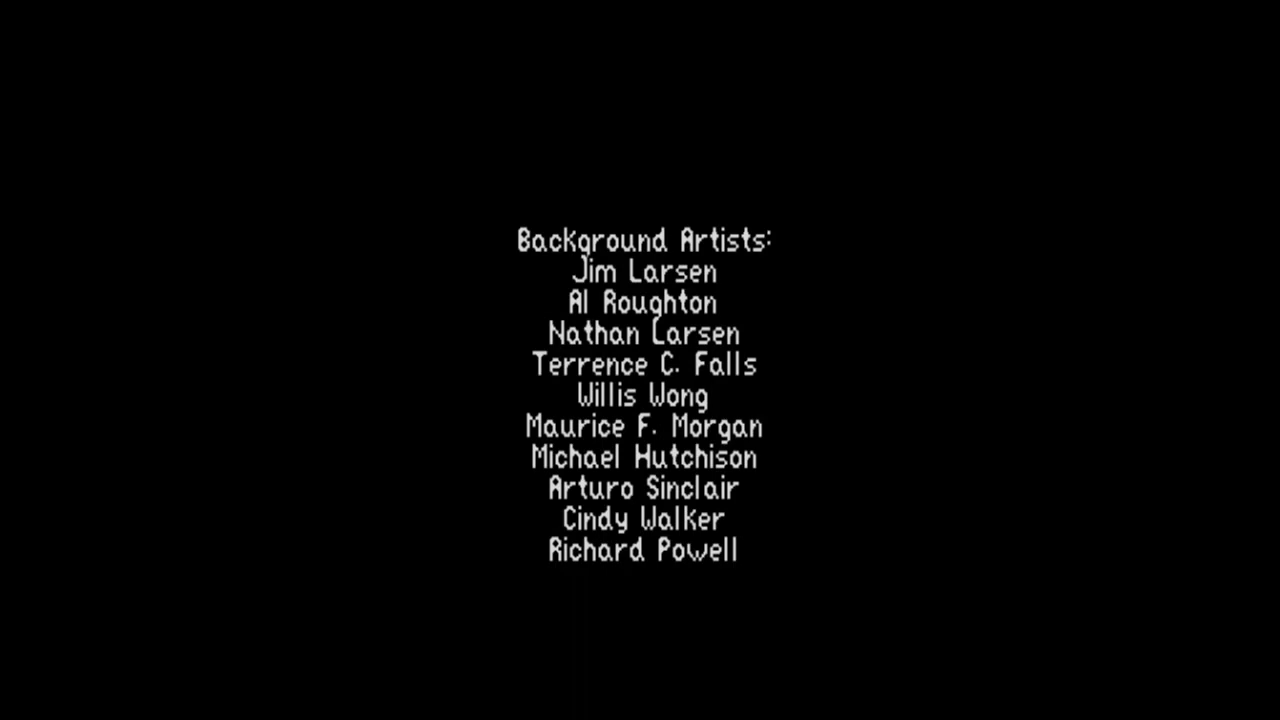 Background Artists:
Jim Larsen
Al Roughton
Nathan Larsen
Terrence C. Falls
Willis Wong
Maurice F. Morgan
Michael Hutchison
Arturo Sinclair
Cindy Walker
Richard Powell